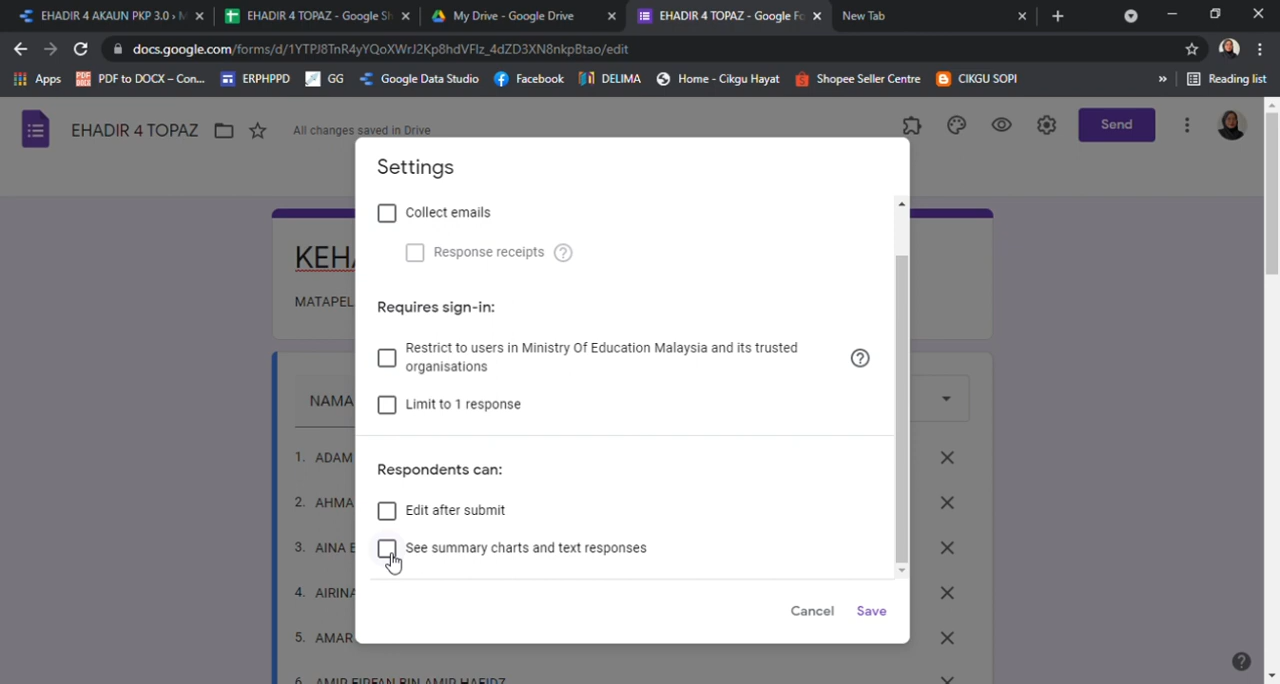 EHADIR 4 AKAUN PKP 3.0 ›
EHADIR 4 TOPAZ - Google Sh
My Drive - Google Drive
EHADIR 4 TOPAZ - Google Fo
New Tab
docs.google.com/forms/d/1YTPJ8TnR4yYQoXWrJ2Kp8hdVFlz_4dZD3XN8nkpBtao/edit
Apps
PDF to DOCX – Con...
ERPHPPD
GG
Google Data Studio
Facebook
DELIMA
Home - Cikgu Hayat
Shopee Seller Centre
CIKGU SOPI
»
Reading list
EHADIR 4 TOPAZ
All changes saved in Drive
Send
Settings
Collect emails
KEHA
Response receipts
MATAPEL
Requires sign-in:
Restrict to users in Ministry Of Education Malaysia and its trusted
organisations
NAMA
Limit to 1 response
1. ADAM
Respondents can:
2. AHMA
Edit after submit
3. AINA
See summary charts and text responses
4. AIRINA
Cancel
Save
5. AMAR
6. AMIR FIRFAN BIN AMIR HAFIDZ